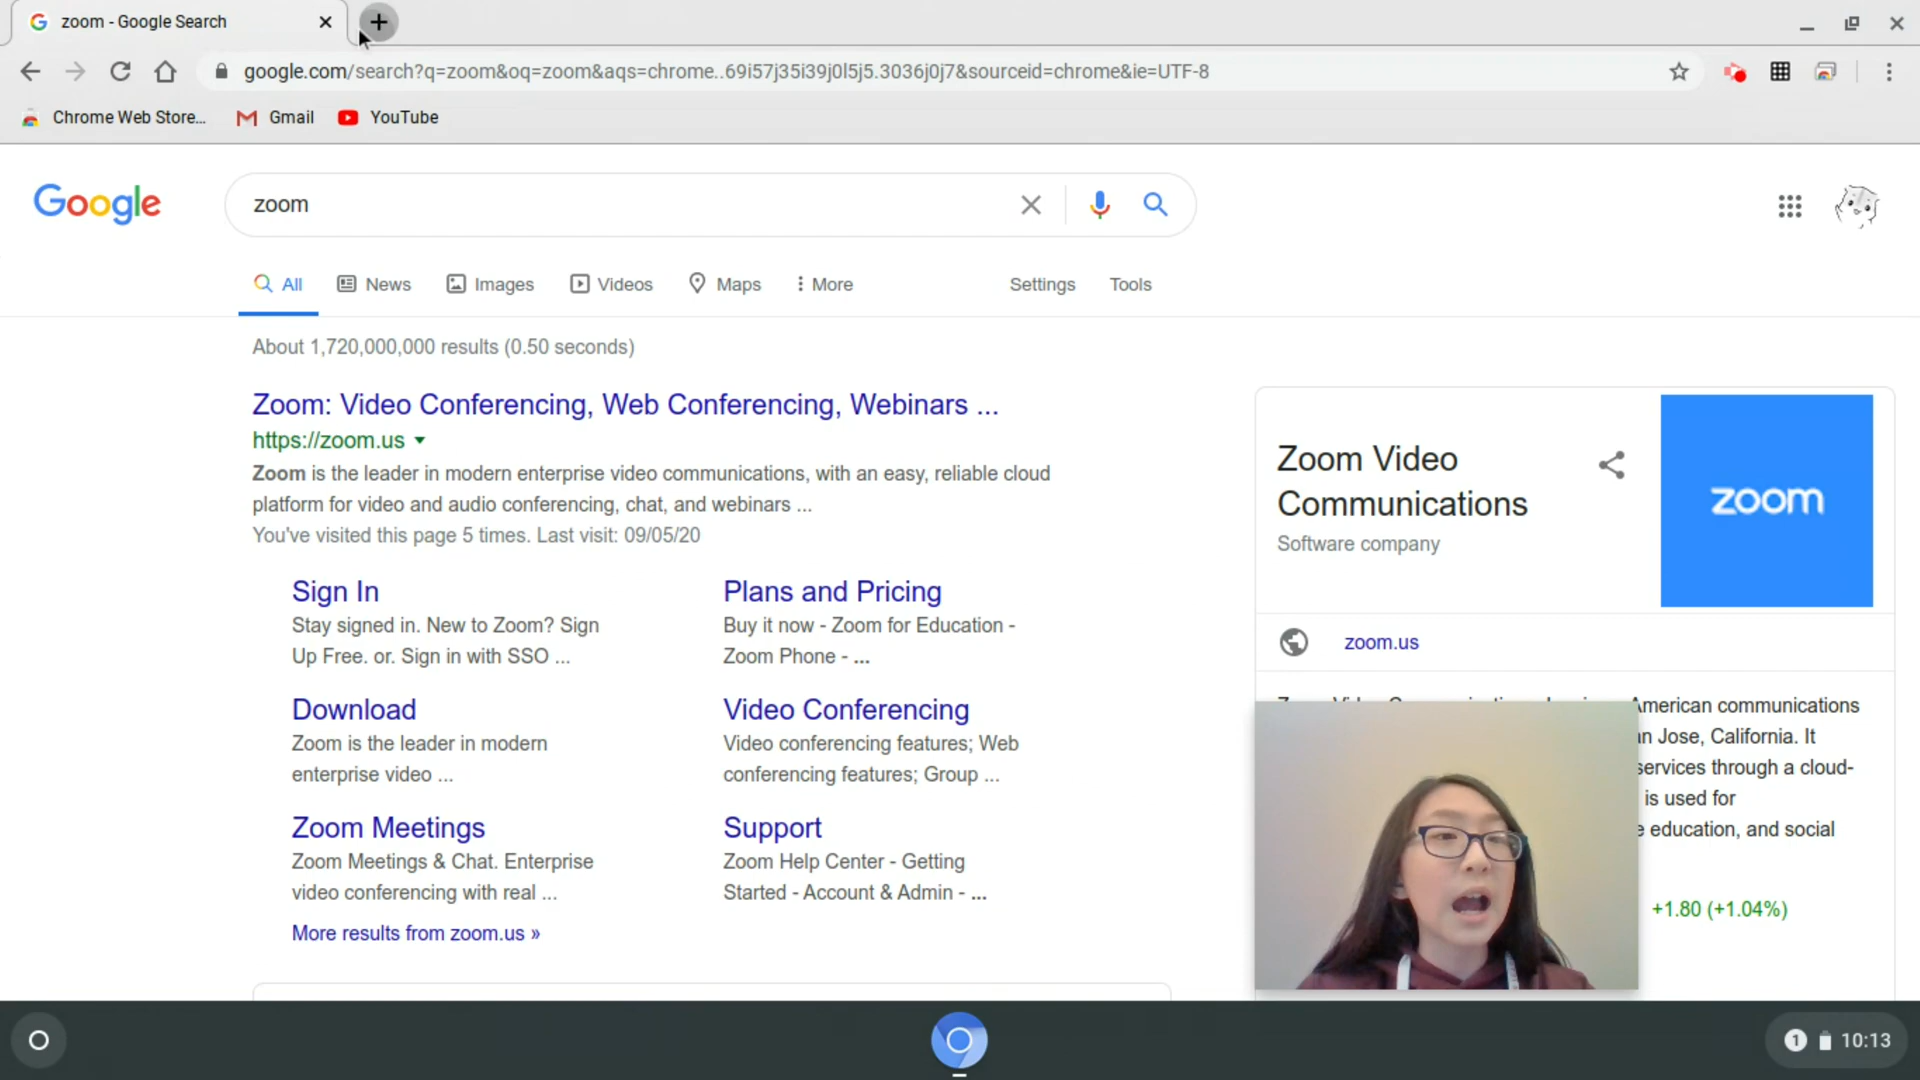 zoom - Google Search
google.com/search?q=zoom&oq=zoom&aqs=chrome..69i57j35i39j0l5j5.3036j0j7&sourceid=chrome&ie=UTF-8
Chrome Web Store... Gmail YouTube
Google zoom
All News Images Videos Maps More Settings Tools
About 1,720,000,000 results (0.50 seconds)
Zoom: Video Conferencing, Web Conferencing, Webinars ...
https://zoom.us
Zoom is the leader in modern enterprise video communications, with an easy, reliable cloud
platform for video and audio conferencing, chat, and webinars ...
You've visited this page 5 times. Last visit: 09/05/20
Sign In
Stay signed in. New to Zoom? Sign
Up Free. or. Sign in with SSO ...
Plans and Pricing
Buy it now - Zoom for Education -
Zoom Phone - ...
Download
Zoom is the leader in modern
enterprise video ...
Video Conferencing
Video conferencing features; Web
conferencing features; Group ...
Zoom Meetings
Zoom Meetings & Chat. Enterprise
video conferencing with real ...
Support
Zoom Help Center - Getting
Started - Account & Admin - ...
More results from zoom.us »
Zoom Video
Communications
Software company
zoom
zoom.us
American communications
n Jose, California. It
services through a cloud-
is used for
e education, and social
+1.80 (+1.04%)
1 10:13